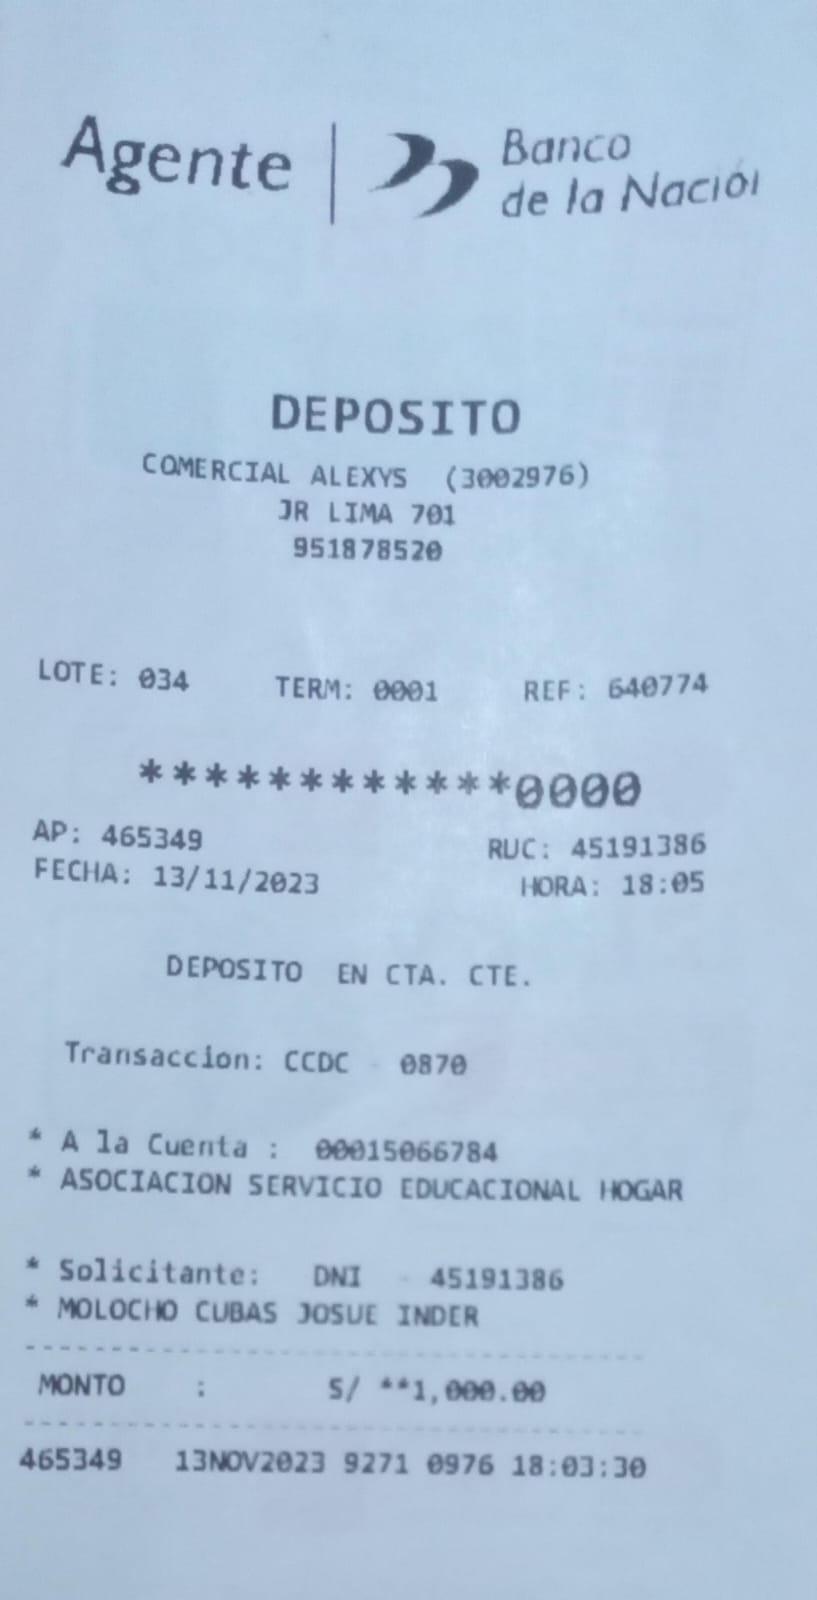 Agente
Banco
de la Nación
DEPOSITO
COMERCIAL ALEXYS (3002976)
JR LIMA 701
951878520
LOTE: 034 TERM: 0001 REF: 640774
************0000
AP: 465349 RUC: 45191386
FECHA: 13/11/2023 HORA: 18:05
DEPOSITO EN CTA. CTE.
Transaccion: CCDC - 0870
* A la Cuenta : 00015066784
* ASOCIACION SERVICIO EDUCACIONAL HOGAR
* Solicitante: DNI - 45191386
* MOLOCHO CUBAS JOSUE INDER
MONTO : S/ **1,000.00
465349 13NOV2023 9271 0976 18:03:30